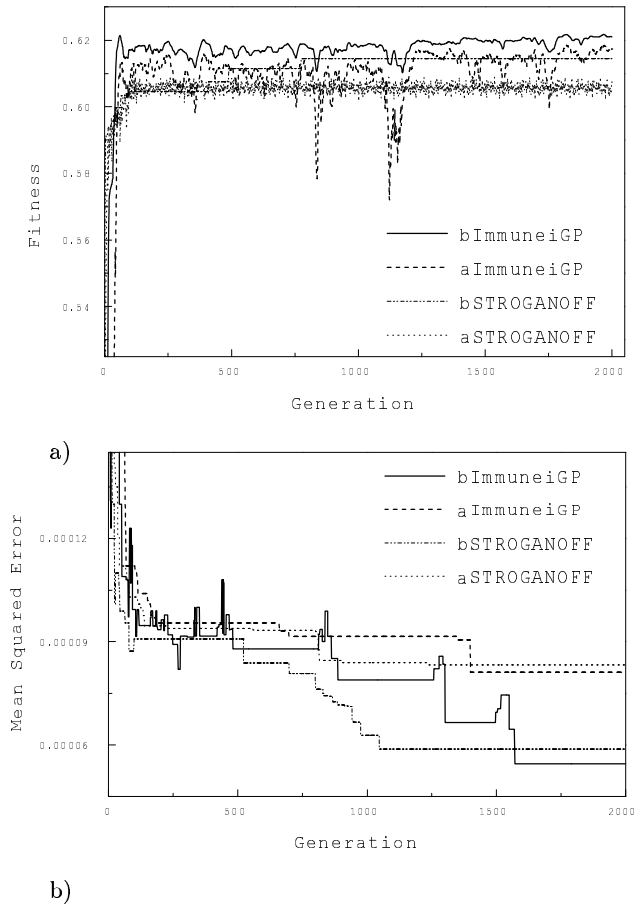 0.62
0.60
0.58
0.56
0.54
Fitness
bImmuneiGP
aImmuneiGP
bSTROGANOFF
aSTROGANOFF
0 500 1000 1500 2000
Generation
a)
bImmuneiGP
aImmuneiGP
bSTROGANOFF
aSTROGANOFF
0.00012
0.00009
0.00006
Mean Squared Error
0 500 1000 1500 2000
Generation
b)